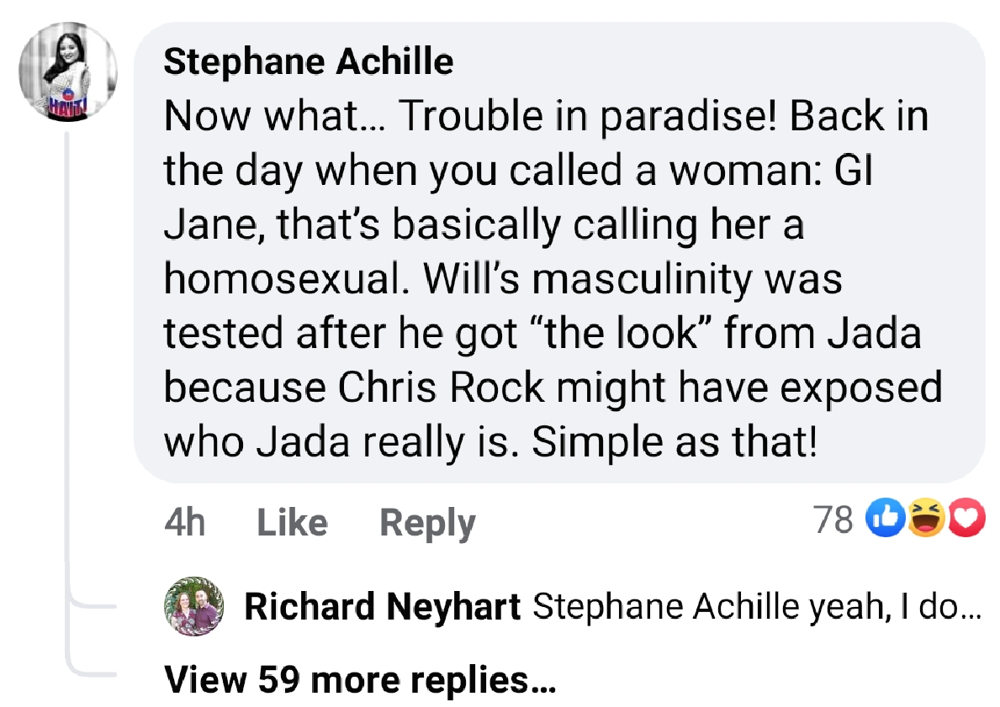 Stephane Achille
Now what... Trouble in paradise! Back in
the day when you called a woman: GI
Jane, that’s basically calling her a
homosexual. Will’s masculinity was
tested after he got “the look” from Jada
because Chris Rock might have exposed
who Jada really is. Simple as that!
HAITI
4h Like Reply 78
Richard Neyhart Stephane Achille yeah, I do...
View 59 more replies...